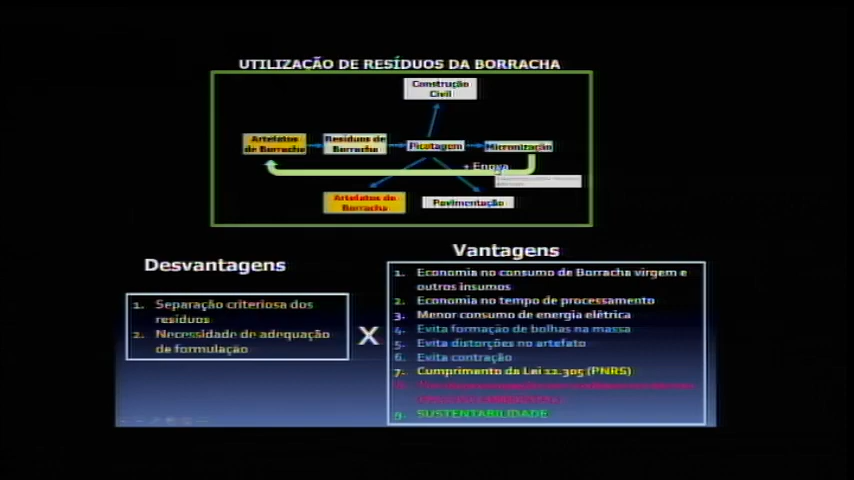 UTILIZAÇÃO DE RESÍDUOS DA BORRACHA
Construção
Civil
Artefatos
de Borracha
Resíduos de
Borracha
Picotagem
Micronização
+ Enova
Artefatos de
Borracha
Pavimentação
Desvantagens
Vantagens
1. Separação criteriosa dos
resíduos
2. Necessidade de adequação
de formulação
X
1. Economia no consumo de Borracha virgem e
outros insumos
2. Economia no tempo de processamento
3. Menor consumo de energia elétrica
4. Evita formação de bolhas na massa
5. Evita distorções no artefato
6. Evita contração
7. Cumprimento da Lei 12.305 (PNRS)
9. SUSTENTABILIDADE